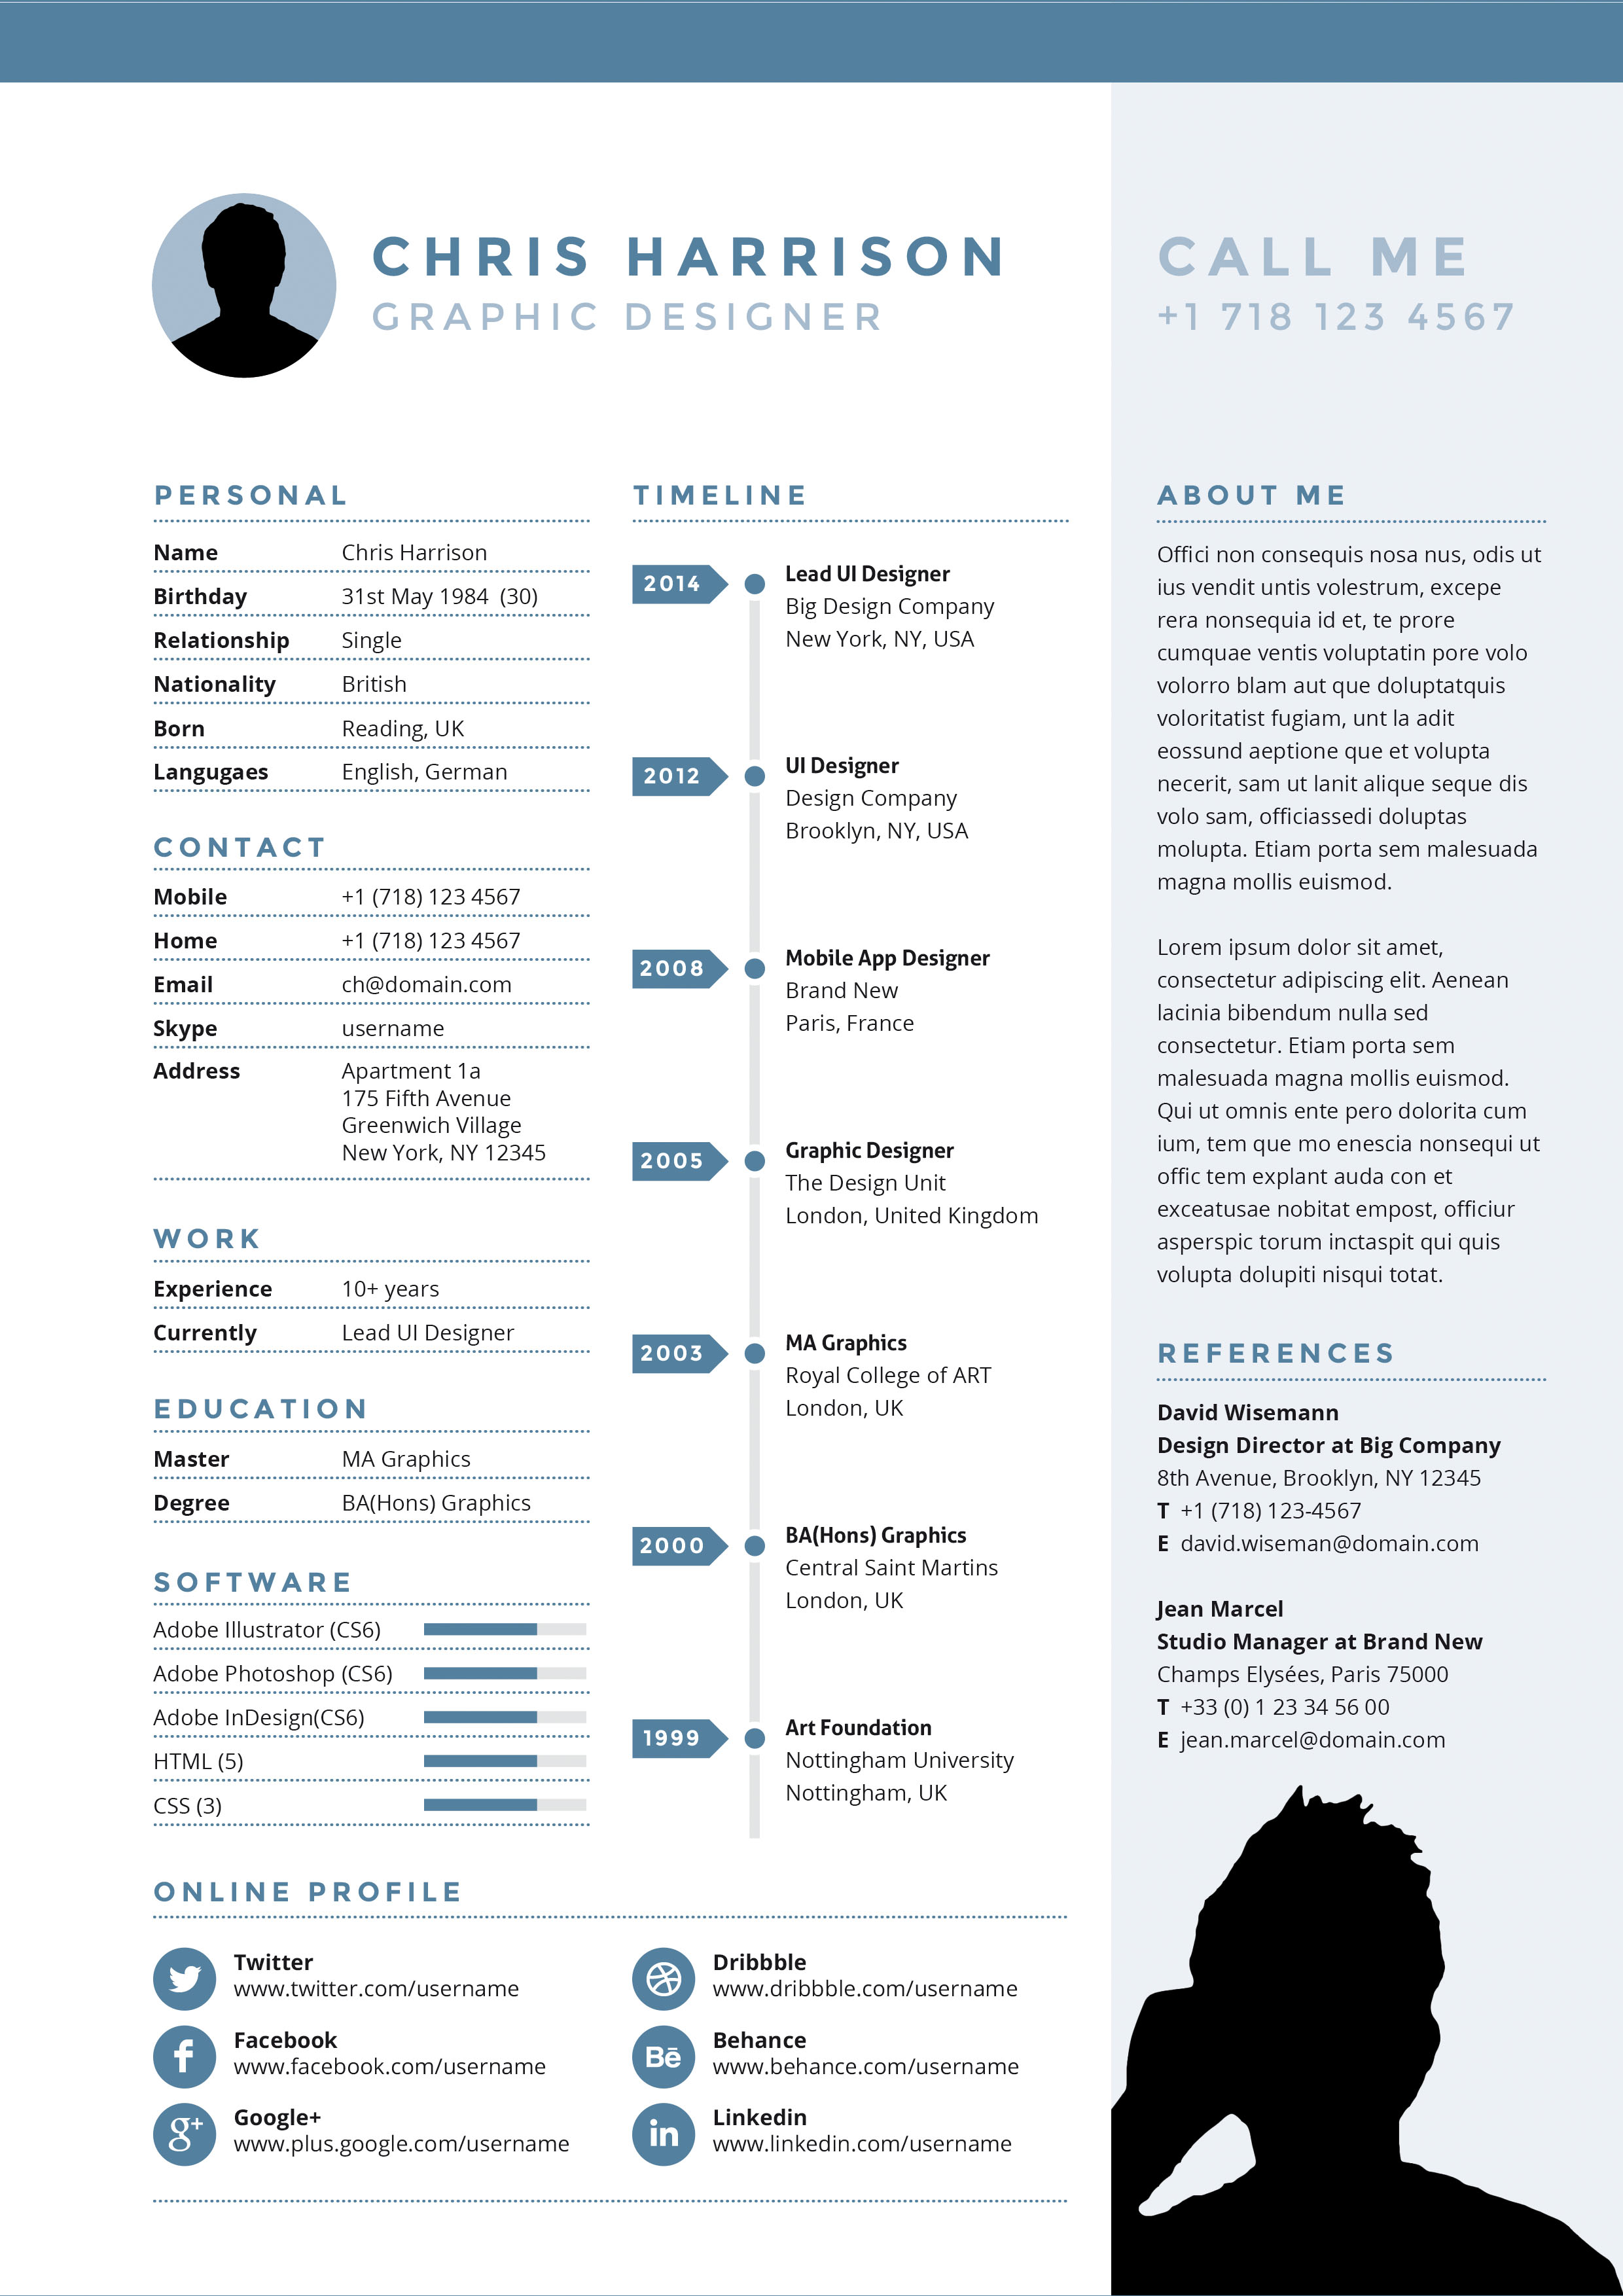 CHRIS HARRISON
GRAPHIC DESIGNER
CALL ME
+1 718 123 4567
PERSONAL
Name Chris Harrison
Birthday 31st May 1984 (30)
Relationship Single
Nationality British
Born Reading, UK
Langugaes English, German
CONTACT
Mobile +1 (718) 123 4567
Home +1 (718) 123 4567
Email ch@domain.com
Skype username
Address Apartment 1a
175 Fifth Avenue
Greenwich Village
New York, NY 12345
WORK
Experience 10+ years
Currently Lead UI Designer
EDUCATION
Master MA Graphics
Degree BA(Hons) Graphics
SOFTWARE
Adobe Illustrator (CS6)
Adobe Photoshop (CS6)
Adobe InDesign(CS6)
HTML (5)
CSS (3)
TIMELINE
2014 Lead UI Designer
Big Design Company
New York, NY, USA
2012 UI Designer
Design Company
Brooklyn, NY, USA
2008 Mobile App Designer
Brand New
Paris, France
2005 Graphic Designer
The Design Unit
London, United Kingdom
2003 MA Graphics
Royal College of ART
London, UK
2000 BA(Hons) Graphics
Central Saint Martins
London, UK
1999 Art Foundation
Nottingham University
Nottingham, UK
ONLINE PROFILE
Twitter
www.twitter.com/username
f Facebook
www.facebook.com/username
g+ Google+
www.plus.google.com/username
Dribbble
www.dribbble.com/username
Bē Behance
www.behance.com/username
in Linkedin
www.linkedin.com/username
ABOUT ME
Offici non consequis nosa nus, odis ut
ius vendit untis volestrum, excepe
rera nonsequia id et, te prore
cumquae ventis voluptatin pore volo
volorro blam aut que doluptatquis
voloritatist fugiam, unt la adit
eossund aeptione que et volupta
necerit, sam ut lanit alique seque dis
volo sam, officiassedi doluptas
molupta. Etiam porta sem malesuada
magna mollis euismod.
Lorem ipsum dolor sit amet,
consectetur adipiscing elit. Aenean
lacinia bibendum nulla sed
consectetur. Etiam porta sem
malesuada magna mollis euismod.
Qui ut omnis ente pero dolorita cum
ium, tem que mo enescia nonsequi ut
offic tem explant auda con et
exceatusae nobitat empost, officiur
asperspic torum inctaspit qui quis
volupta dolupiti nisqui totat.
REFERENCES
David Wisemann
Design Director at Big Company
8th Avenue, Brooklyn, NY 12345
T +1 (718) 123-4567
E david.wiseman@domain.com
Jean Marcel
Studio Manager at Brand New
Champs Elysées, Paris 75000
T +33 (0) 1 23 34 56 00
E jean.marcel@domain.com